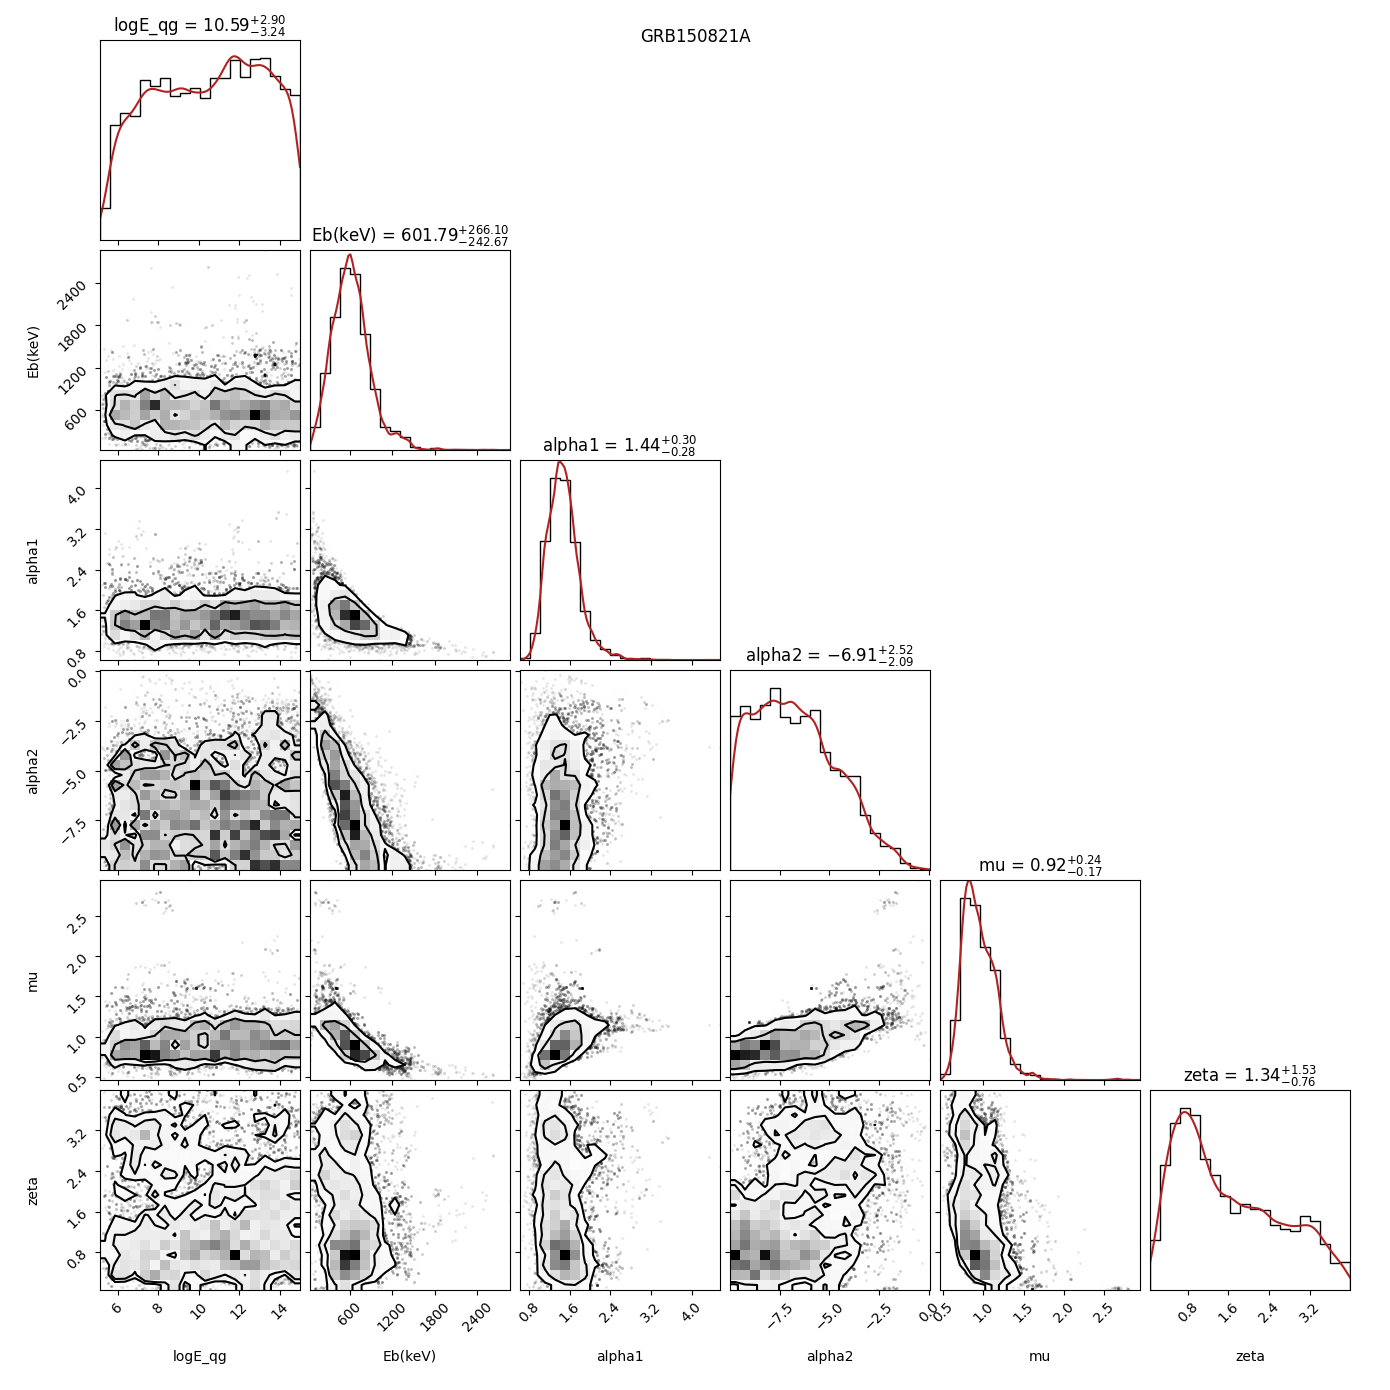 GRB150821A
logE_qg = 10.59 +2.90 −3.24
Eb(keV) = 601.79 +266.10 −242.67
Eb(keV)
2400
1800
1200
600
alpha1 = 1.44 +0.30 −0.28
alpha1
4.0
3.2
2.4
1.6
0.8
alpha2 = −6.91 +2.52 −2.09
alpha2
0.0
−2.5
−5.0
−7.5
mu = 0.92 +0.24 −0.17
mu
2.5
2.0
1.5
1.0
0.5
zeta = 1.34 +1.53 −0.76
zeta
3.2
2.4
1.6
0.8
6 8 10 12 14
600 1200 1800 2400
0.8 1.6 2.4 3.2 4.0
−7.5 −5.0 −2.5 0.0
0.5 1.0 1.5 2.0 2.5
0.8 1.6 2.4 3.2
logE_qg Eb(keV) alpha1 alpha2 mu zeta